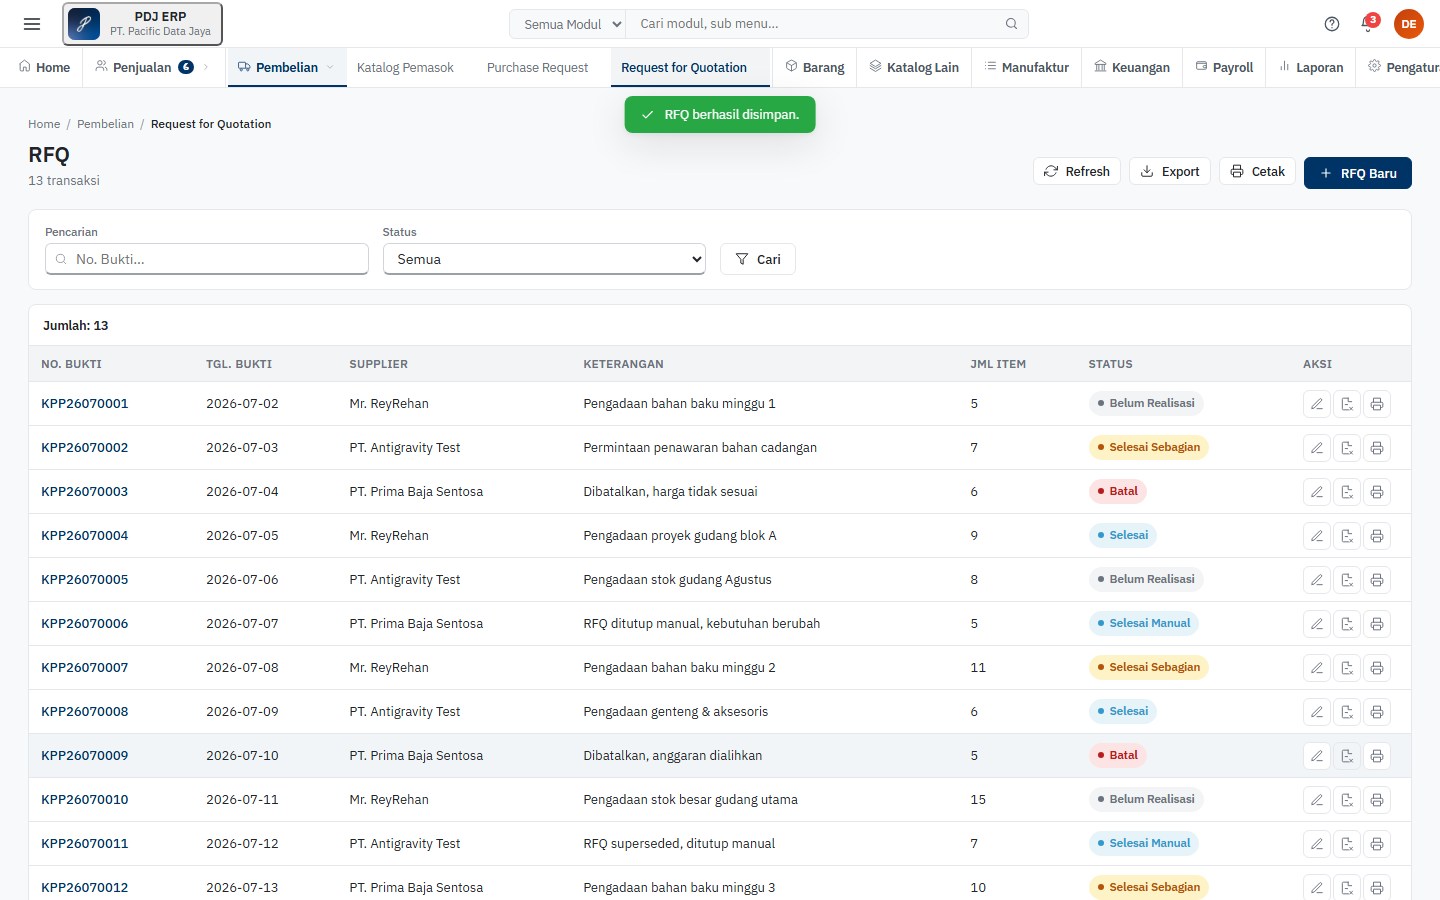 PDJ ERP
PT. Pacific Data Jaya
Semua Modul
Cari modul, sub menu...
3
DE
Home
Penjualan 6
Pembelian
Katalog Pemasok
Purchase Request
Request for Quotation
Barang
Katalog Lain
Manufaktur
Keuangan
Payroll
Laporan
RFQ berhasil disimpan.
Home / Pembelian / Request for Quotation
RFQ
13 transaksi
Refresh
Export
Cetak
RFQ Baru
Pencarian
Status
No. Bukti...
Semua
Cari
Jumlah: 13
NO. BUKTI TGL. BUKTI SUPPLIER KETERANGAN JML ITEM STATUS AKSI
KPP26070001 2026-07-02 Mr. ReyRehan Pengadaan bahan baku minggu 1 5 Belum Realisasi
KPP26070002 2026-07-03 PT. Antigravity Test Permintaan penawaran bahan cadangan 7 Selesai Sebagian
KPP26070003 2026-07-04 PT. Prima Baja Sentosa Dibatalkan, harga tidak sesuai 6 Batal
KPP26070004 2026-07-05 Mr. ReyRehan Pengadaan proyek gudang blok A 9 Selesai
KPP26070005 2026-07-06 PT. Antigravity Test Pengadaan stok gudang Agustus 8 Belum Realisasi
KPP26070006 2026-07-07 PT. Prima Baja Sentosa RFQ ditutup manual, kebutuhan berubah 5 Selesai Manual
KPP26070007 2026-07-08 Mr. ReyRehan Pengadaan bahan baku minggu 2 11 Selesai Sebagian
KPP26070008 2026-07-09 PT. Antigravity Test Pengadaan genteng & aksesoris 6 Selesai
KPP26070009 2026-07-10 PT. Prima Baja Sentosa Dibatalkan, anggaran dialihkan 5 Batal
KPP26070010 2026-07-11 Mr. ReyRehan Pengadaan stok besar gudang utama 15 Belum Realisasi
KPP26070011 2026-07-12 PT. Antigravity Test RFQ superseded, ditutup manual 7 Selesai Manual
KPP26070012 2026-07-13 PT. Prima Baja Sentosa Pengadaan bahan baku minggu 3 10 Selesai Sebagian